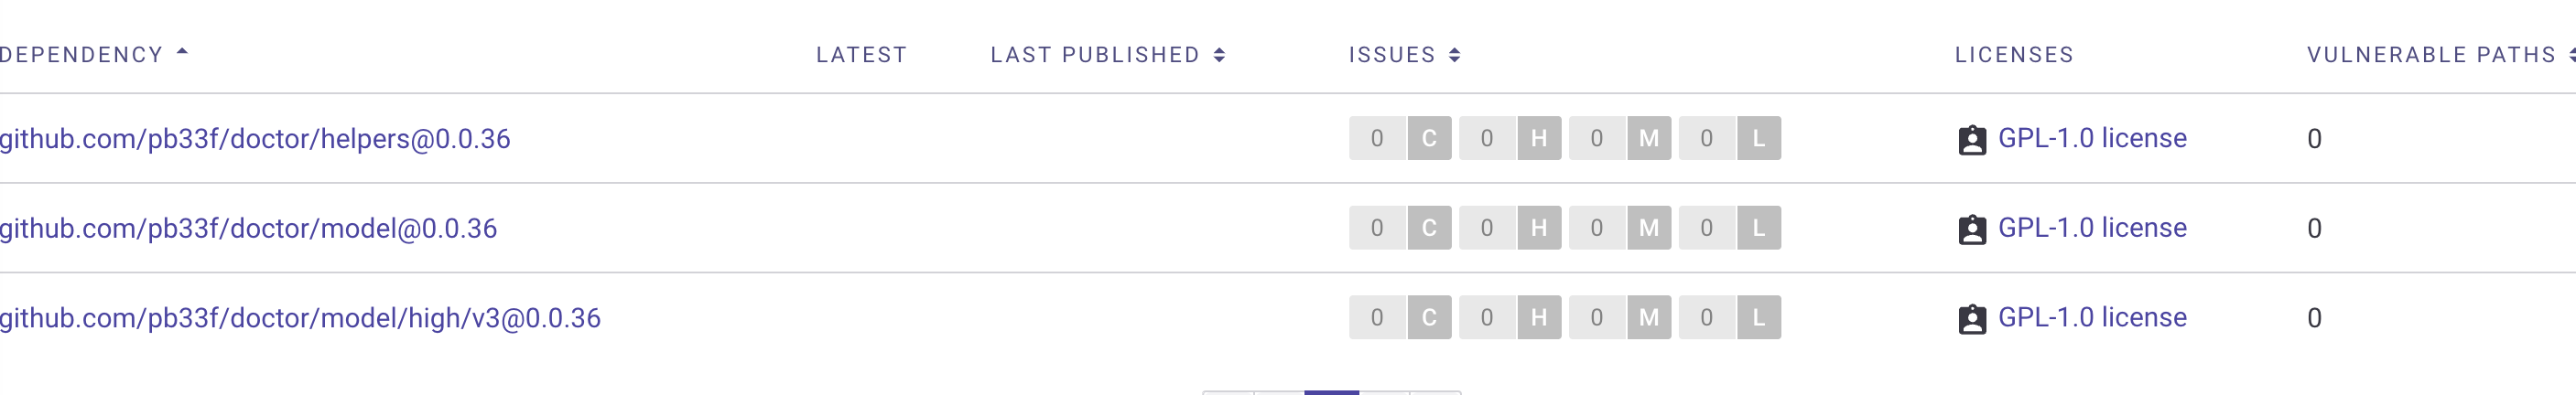 DEPENDENCY LATEST LAST PUBLISHED ISSUES LICENSES VULNERABLE PATHS
github.com/pb33f/doctor/helpers@0.0.36 0 C 0 H 0 M 0 L GPL-1.0 license 0
github.com/pb33f/doctor/model@0.0.36 0 C 0 H 0 M 0 L GPL-1.0 license 0
github.com/pb33f/doctor/model/high/v3@0.0.36 0 C 0 H 0 M 0 L GPL-1.0 license 0